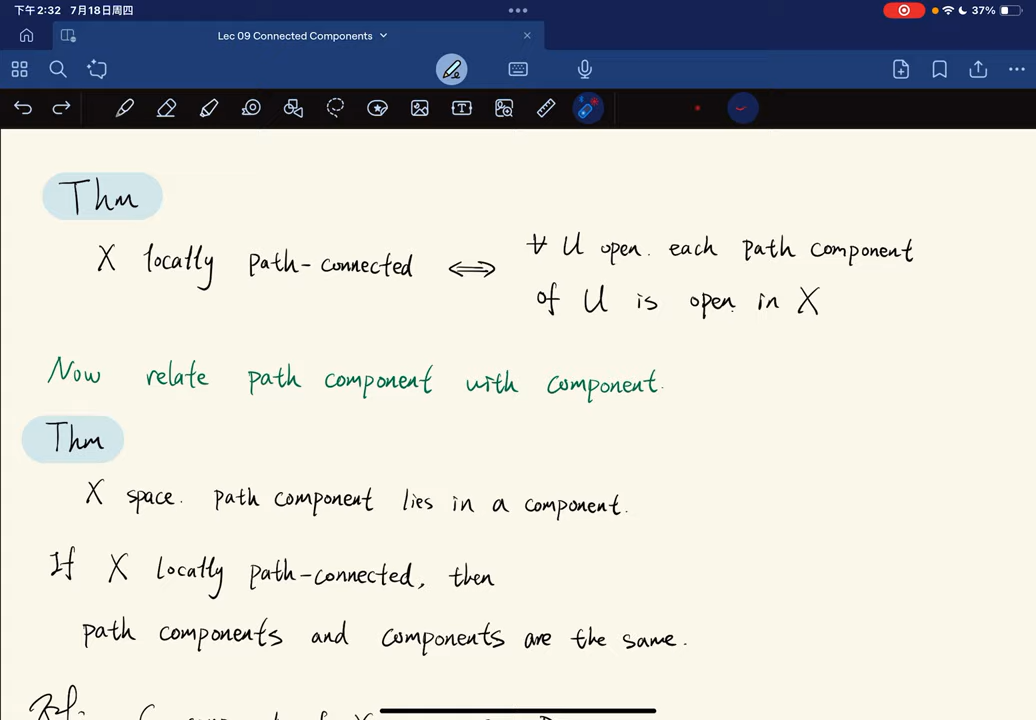 下午2:32 7月18日周四
37%
Lec 09 Connected Components
Thm
X locally path-connected ⟺ ∀ U open. each path component
of U is open in X
Now relate path component with component.
Thm
X space. path component lies in a component.
If X locally path-connected, then
path components and components are the same.